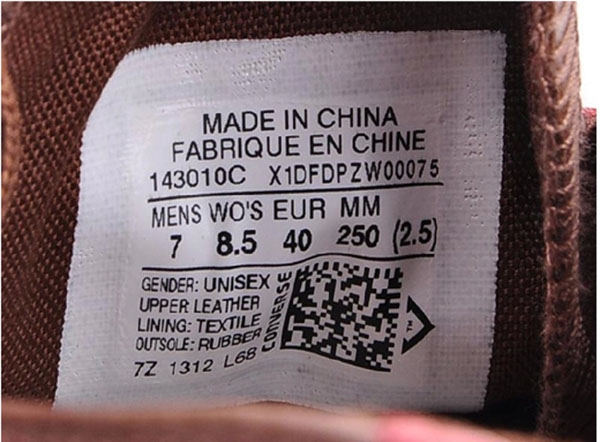 MADE IN CHINA
FABRIQUE EN CHINE
143010C X1DFDPZW00075
MENS WO'S EUR MM
7 8.5 40 250 (2.5)
GENDER: UNISEX
UPPER LEATHER
LINING: TEXTILE
OUTSOLE: RUBBER
CONVERSE
TM
7Z 1312 L68